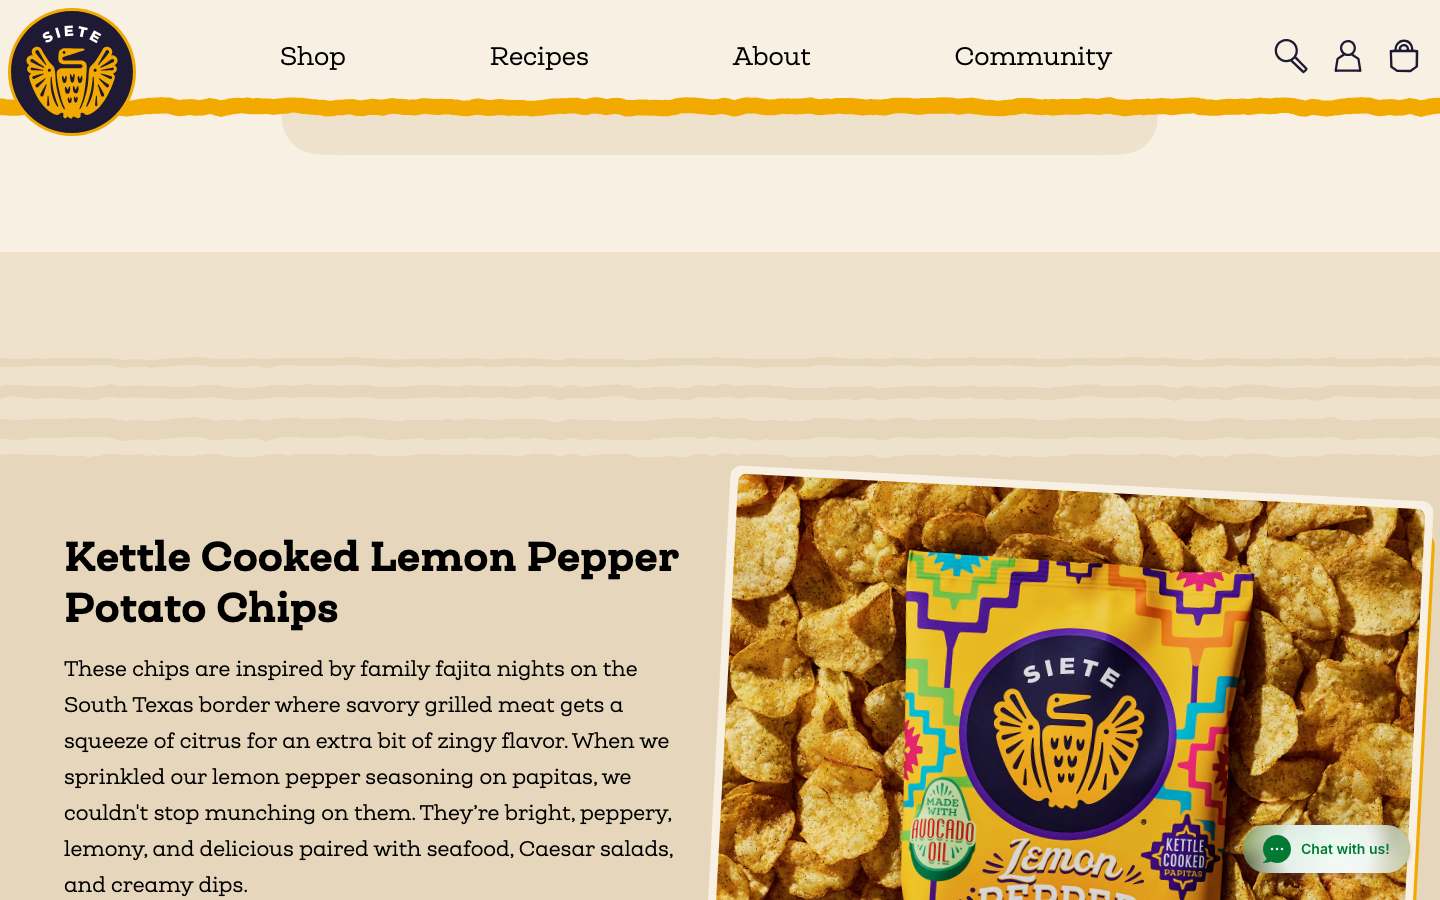 SIETE
Shop
Recipes
About
Community
Kettle Cooked Lemon Pepper
Potato Chips
These chips are inspired by family fajita nights on the
South Texas border where savory grilled meat gets a
squeeze of citrus for an extra bit of zingy flavor. When we
sprinkled our lemon pepper seasoning on papitas, we
couldn't stop munching on them. They’re bright, peppery,
lemony, and delicious paired with seafood, Caesar salads,
and creamy dips.
SIETE
MADE
WITH
AVOCADO
OIL
Lemon
PEPPER
KETTLE
COOKED
PAPITAS
Chat with us!